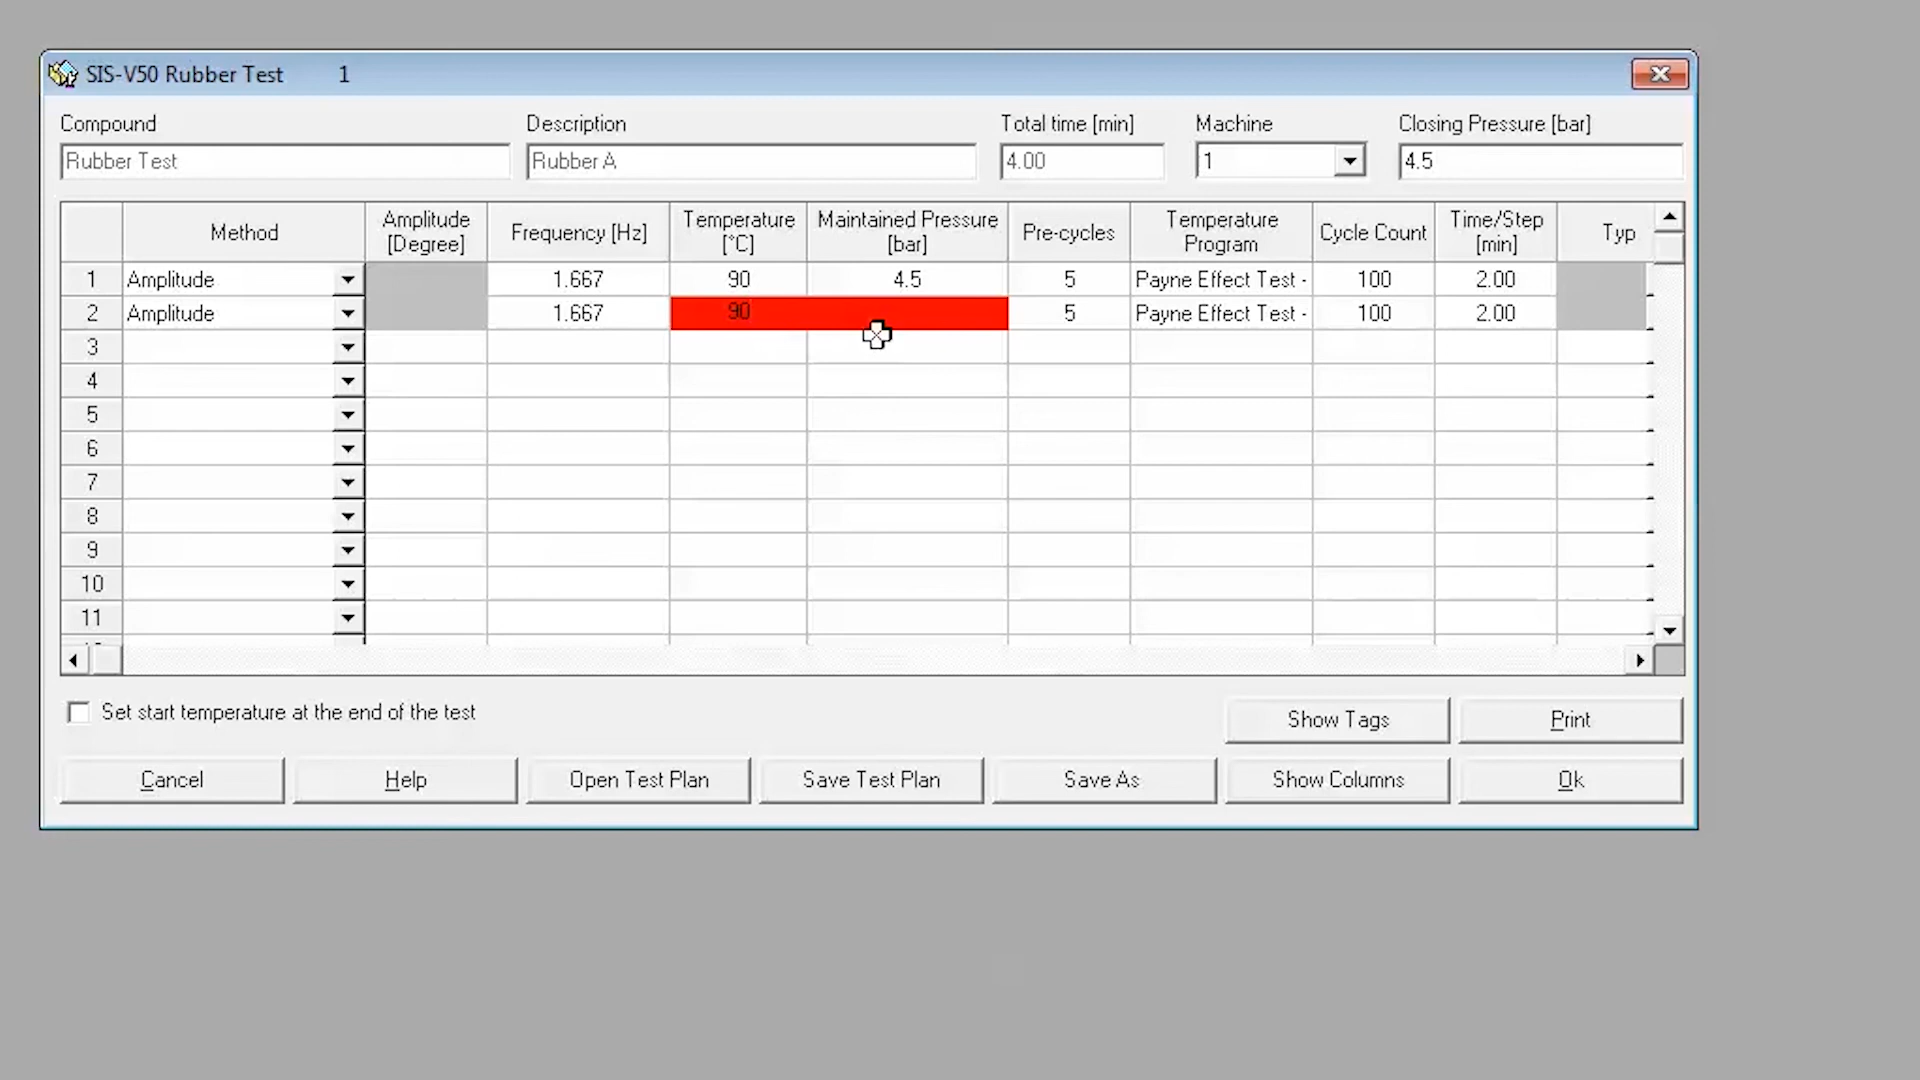 SIS-V50 Rubber Test 1
Compound Description Total time [min] Machine Closing Pressure [bar]
Rubber Test Rubber A 4.00 1 4.5
Method Amplitude [Degree] Frequency [Hz] Temperature [°C] Maintained Pressure [bar] Pre-cycles Temperature Program Cycle Count Time/Step [min] Typ
1 Amplitude 1.667 90 4.5 5 Payne Effect Test - 100 2.00
2 Amplitude 1.667 90 5 Payne Effect Test - 100 2.00
3
4
5
6
7
8
9
10
11
Set start temperature at the end of the test
Show Tags Print
Cancel Help Open Test Plan Save Test Plan Save As Show Columns Ok